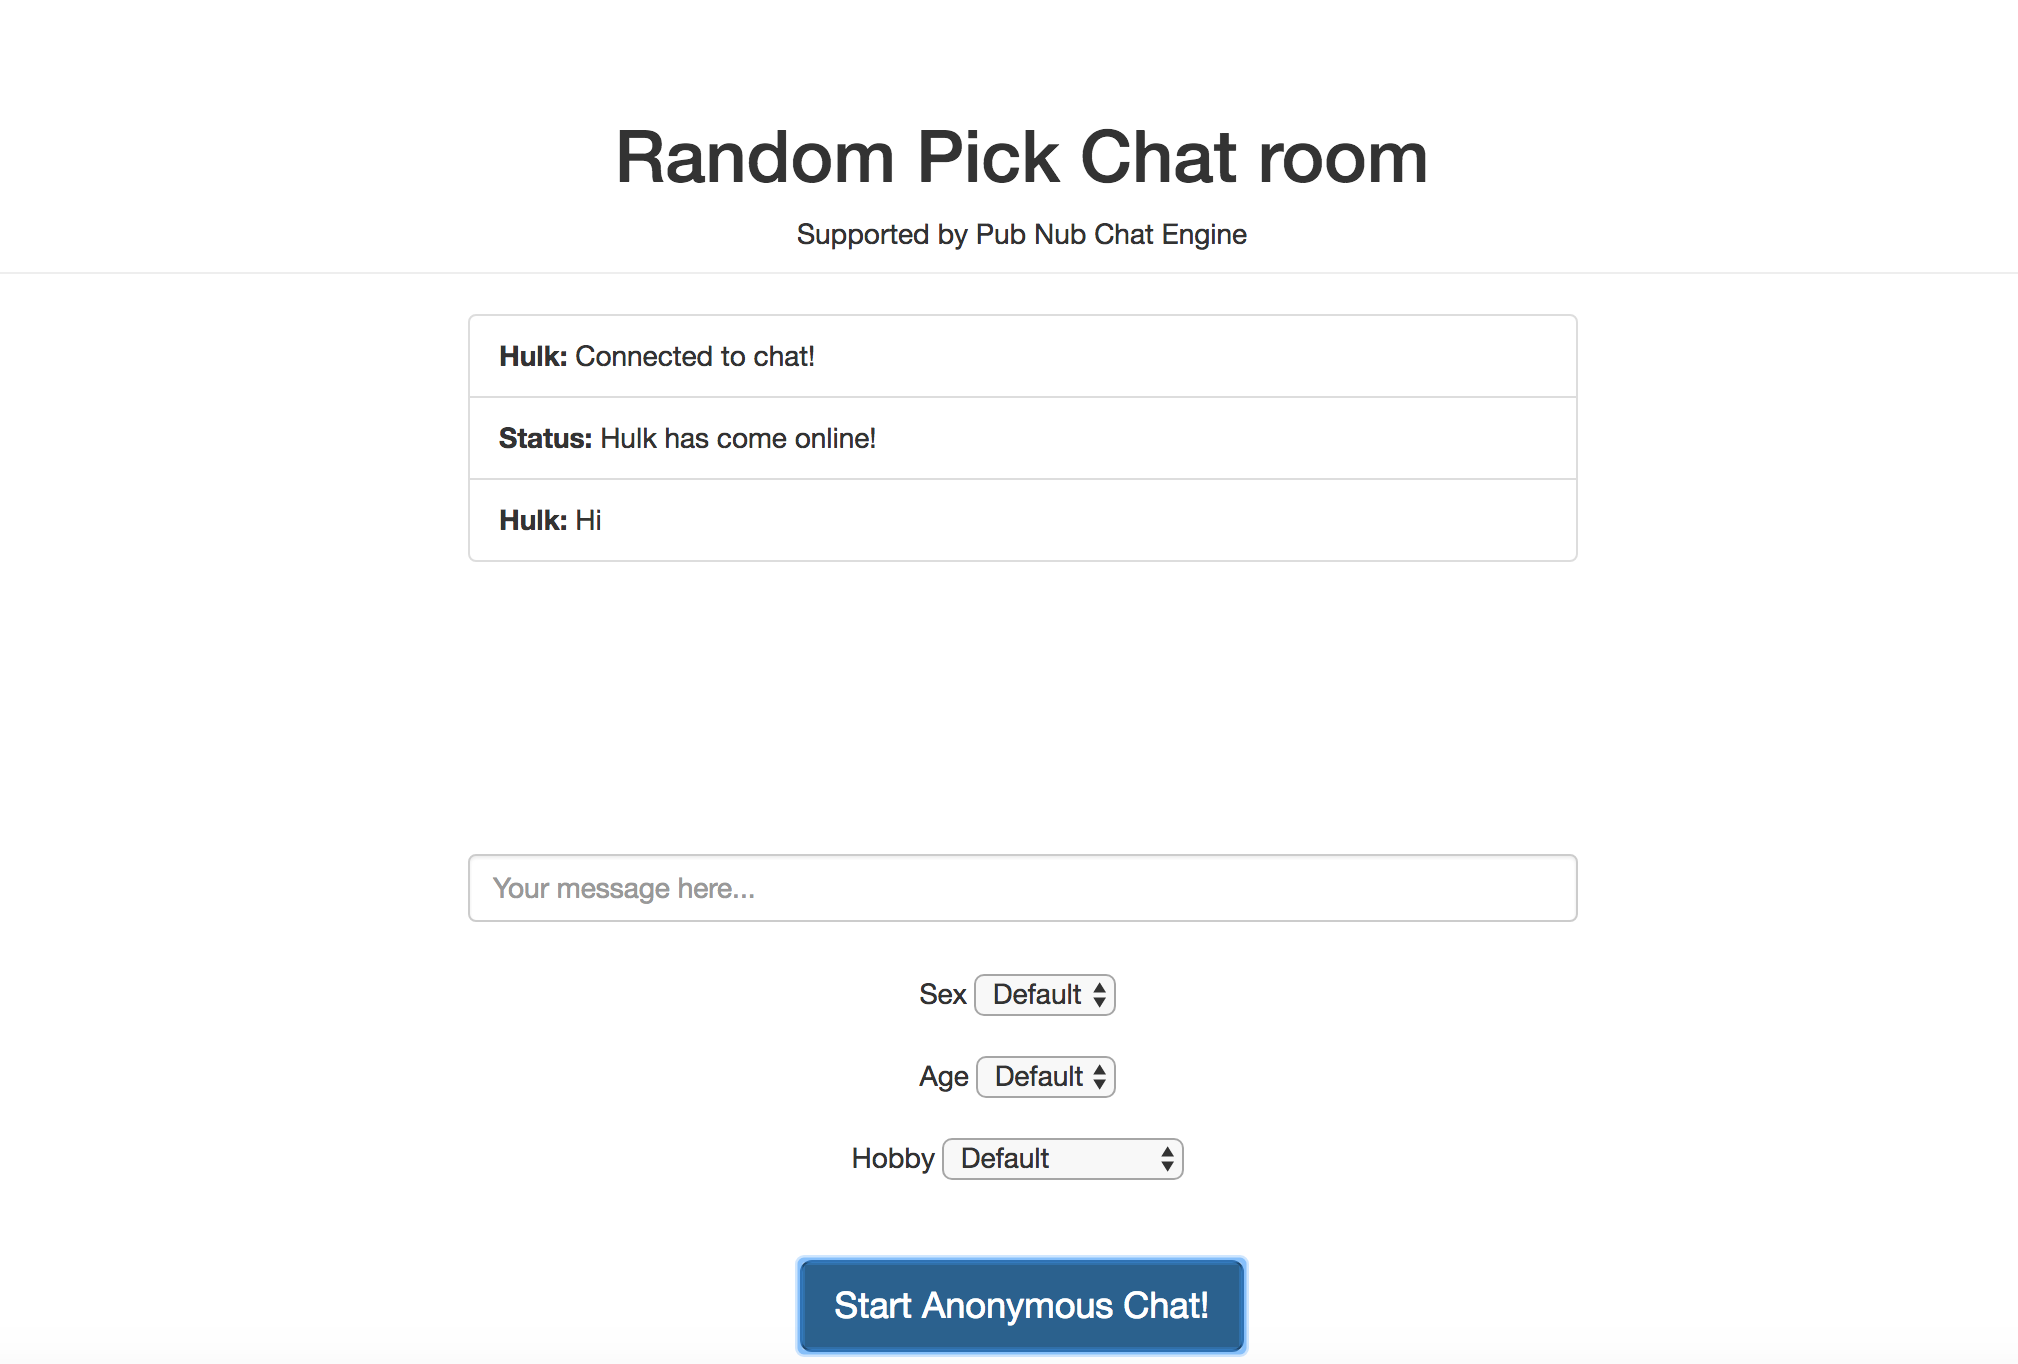 Random Pick Chat room
Supported by Pub Nub Chat Engine
Hulk: Connected to chat!
Status: Hulk has come online!
Hulk: Hi
Your message here...
Sex Default
Age Default
Hobby Default
Start Anonymous Chat!